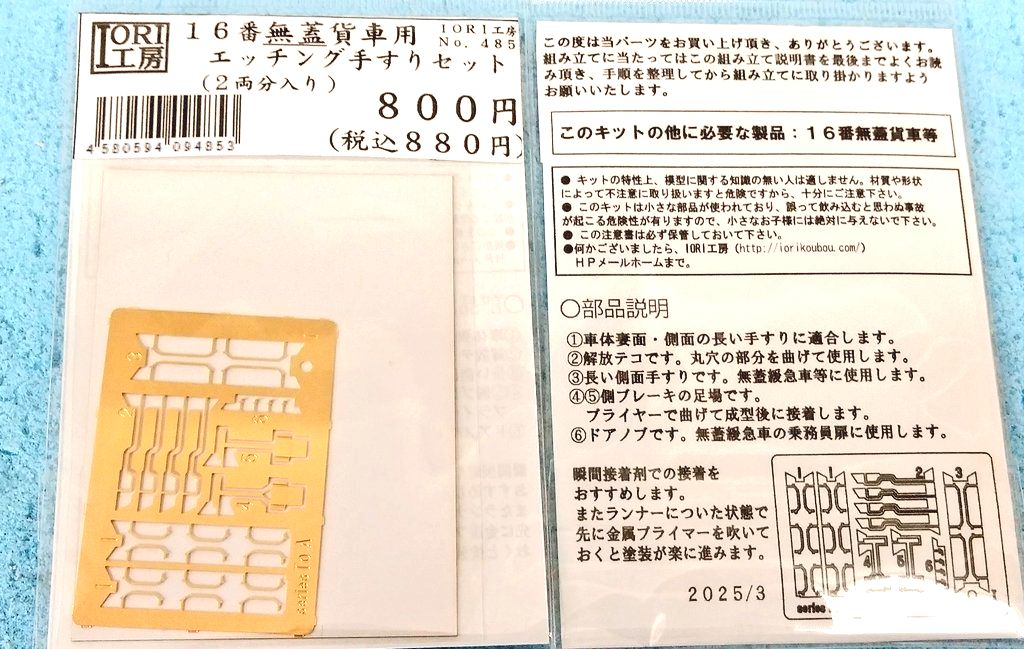 IORI
工房
16番無蓋貨車用
IORI工房
No. 485
エッチング手すりセット
(2両分入り)
800円
(税込880円)
4 580594 094853
3
2
5
4
1
1
series 10 A
この度は当パーツをお買い上げ頂き、ありがとうございます。
組み立てに当たってはこの組み立て説明書を最後までよくお読
み頂き、手順を整理してから組み立てに取り掛かりますよう
お願いいたします。
このキットの他に必要な製品：16番無蓋貨車等
● キットの特性上、模型に関する知識の無い人は適しません。材質や形状
によって不注意に取り扱いますと危険ですから、十分にご注意下さい。
● このキットは小さな部品が使われており、誤って飲み込むと思わぬ事故
が起こる危険性が有りますので、小さなお子様には絶対に与えないで下さい。
● この注意書は必ず保管しておいて下さい。
●何かございましたら、IORI工房 (http://iorikoubou.com/)
HPメールホームまで。
○部品説明
①車体妻面・側面の長い手すりに適合します。
②解放テコです。丸穴の部分を曲げて使用します。
③長い側面手すりです。無蓋緩急車等に使用します。
④⑤側ブレーキの足場です。
プライヤーで曲げて成型後に接着します。
⑥ドアノブです。無蓋緩急車の乗務員扉に使用します。
瞬間接着剤での接着を
おすすめします。
またランナーについた状態で
先に金属プライマーを吹いて
おくと塗装が楽に進みます。
2025/3
1 1 2 3
4 5 6
series